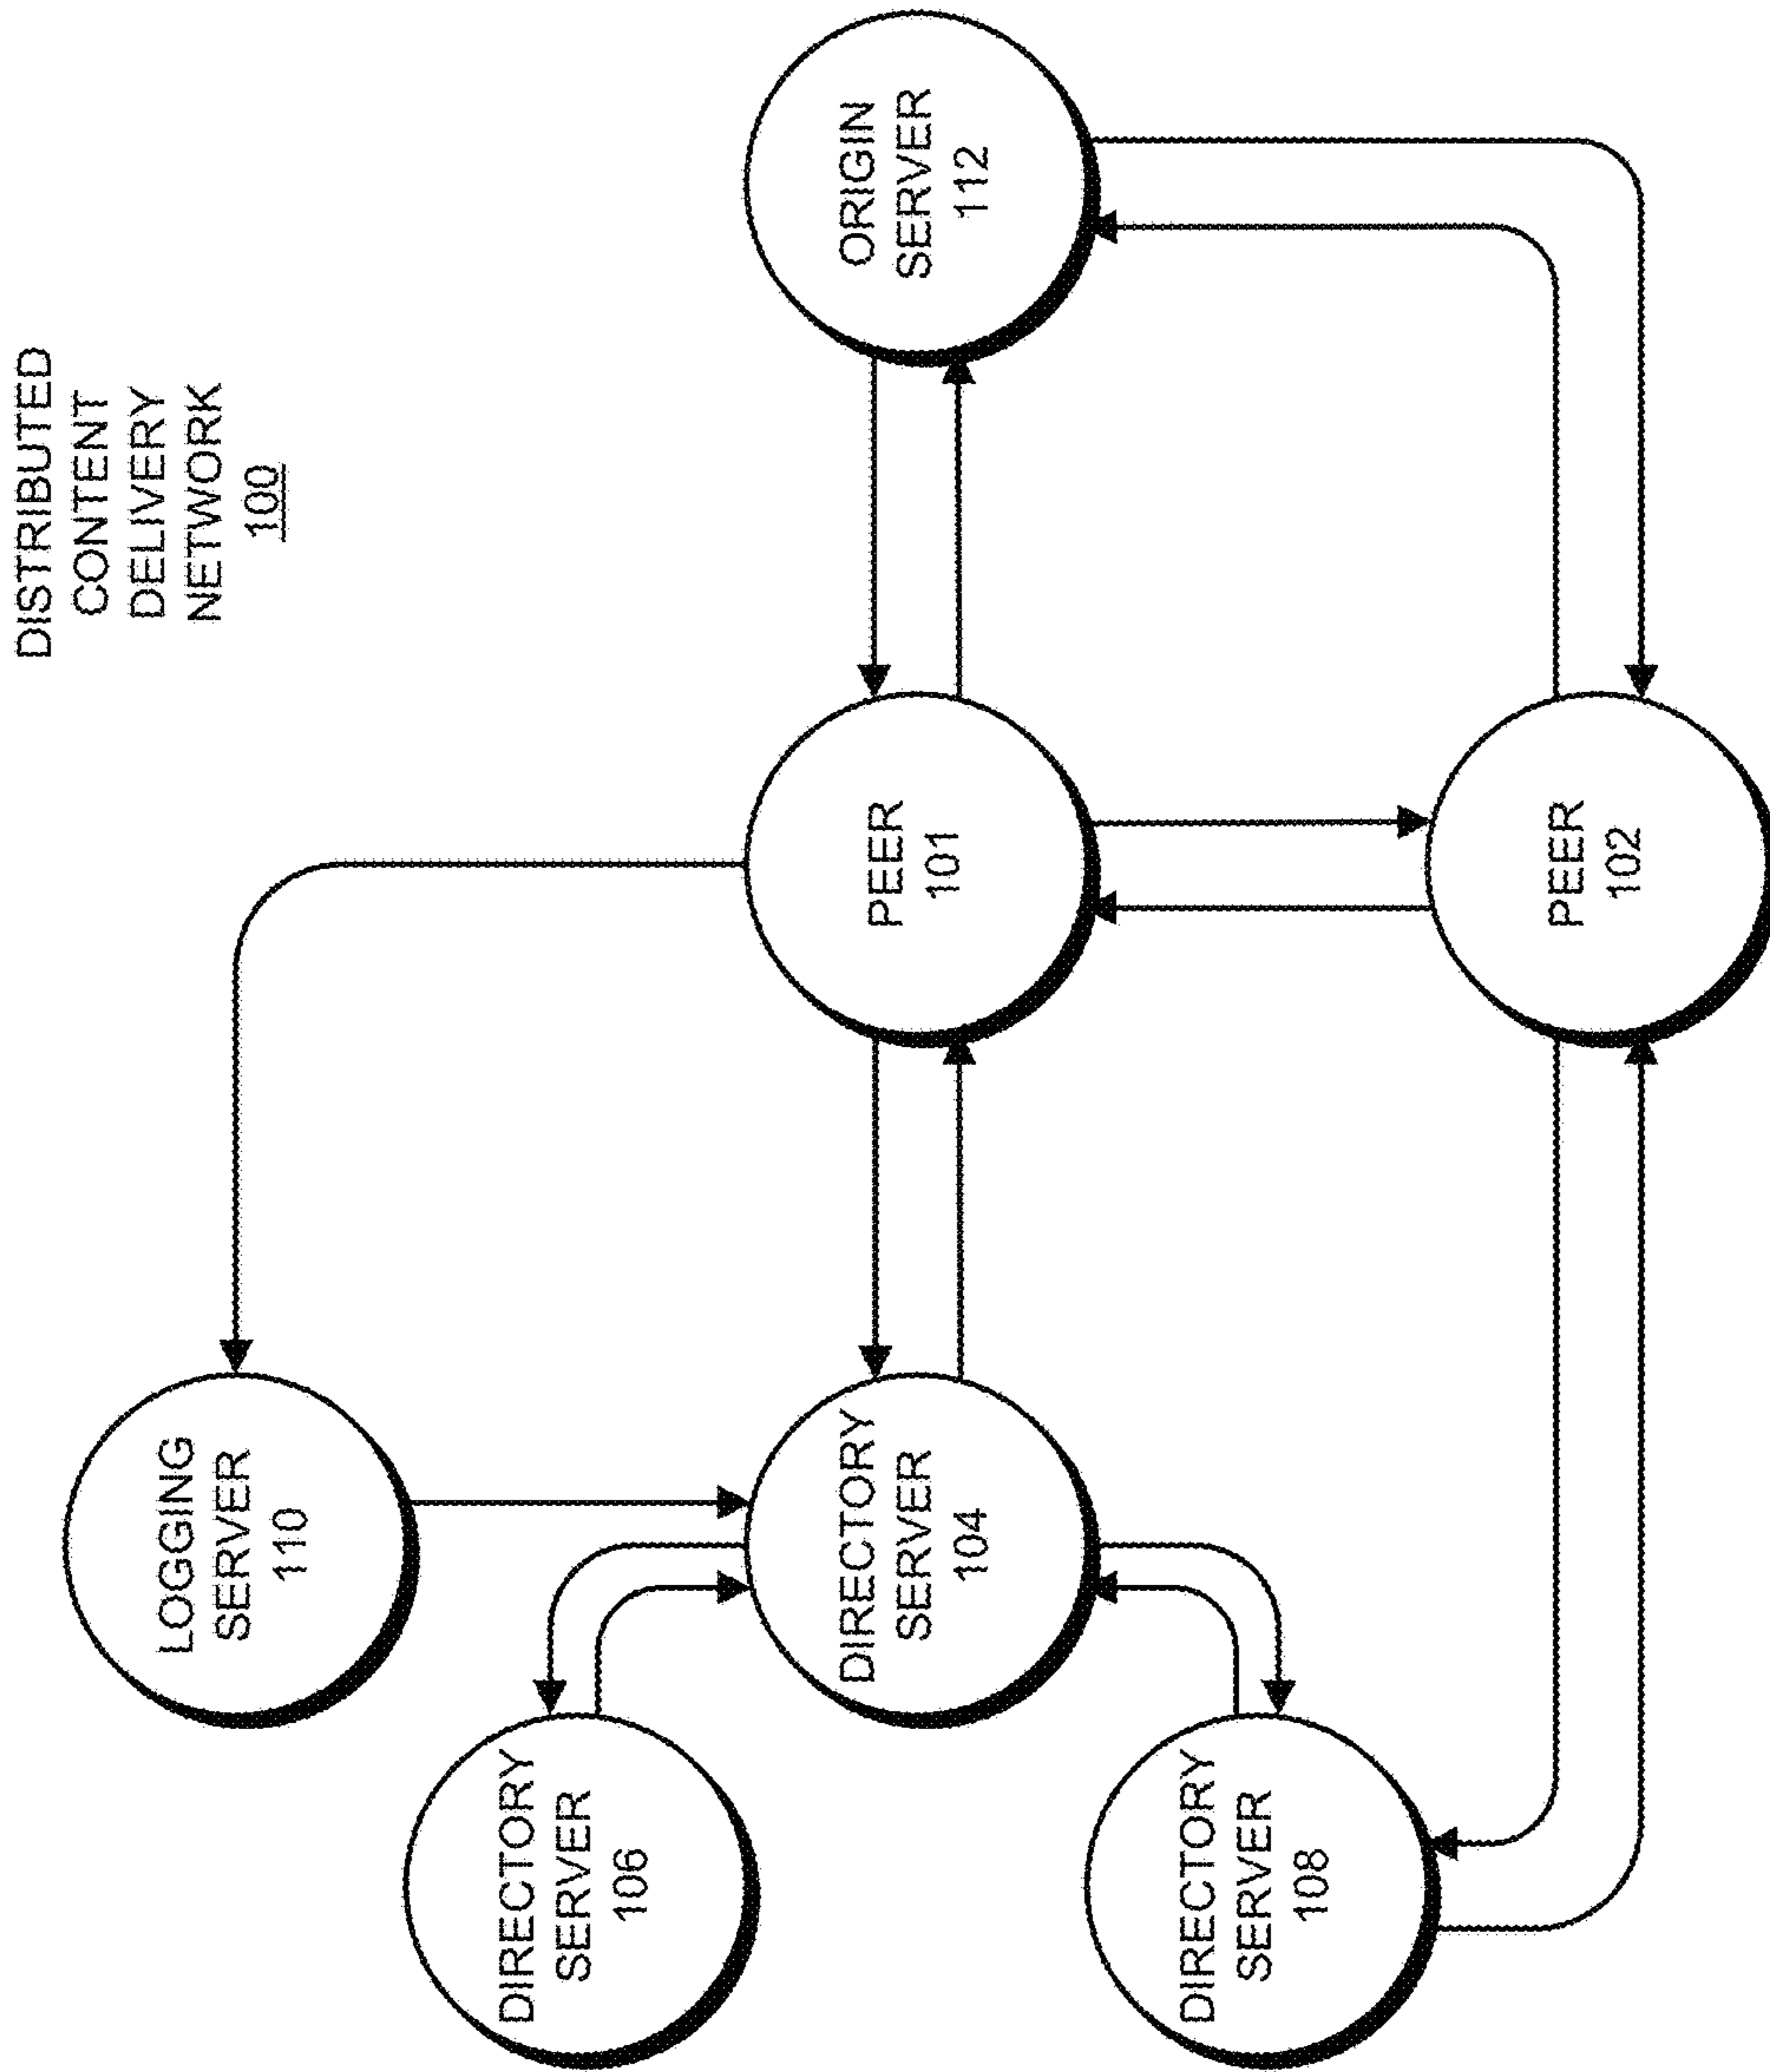 DISTRIBUTED
CONTENT
DELIVERY
NETWORK
100
LOGGING
SERVER
110
DIRECTORY
SERVER
106
DIRECTORY
SERVER
104
PEER
101
ORIGIN
SERVER
112
DIRECTORY
SERVER
108
PEER
102